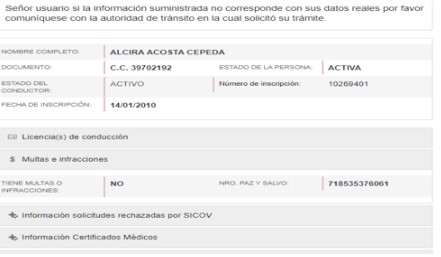 Señor usuario si la información suministrada no corresponde con sus datos reales por favor
comuníquese con la autoridad de tránsito en la cual solicitó su trámite.
NOMBRE COMPLETO: ALCIRA ACOSTA CEPEDA
DOCUMENTO: C.C. 39702192 ESTADO DE LA PERSONA: ACTIVA
ESTADO DEL CONDUCTOR: ACTIVO Número de inscripción: 10269401
FECHA DE INSCRIPCIÓN: 14/01/2010
Licencia(s) de conducción
$ Multas e infracciones
TIENE MULTAS O INFRACCIONES: NO NRO. PAZ Y SALVO: 718535376061
Información solicitudes rechazadas por SICOV
Información Certificados Médicos